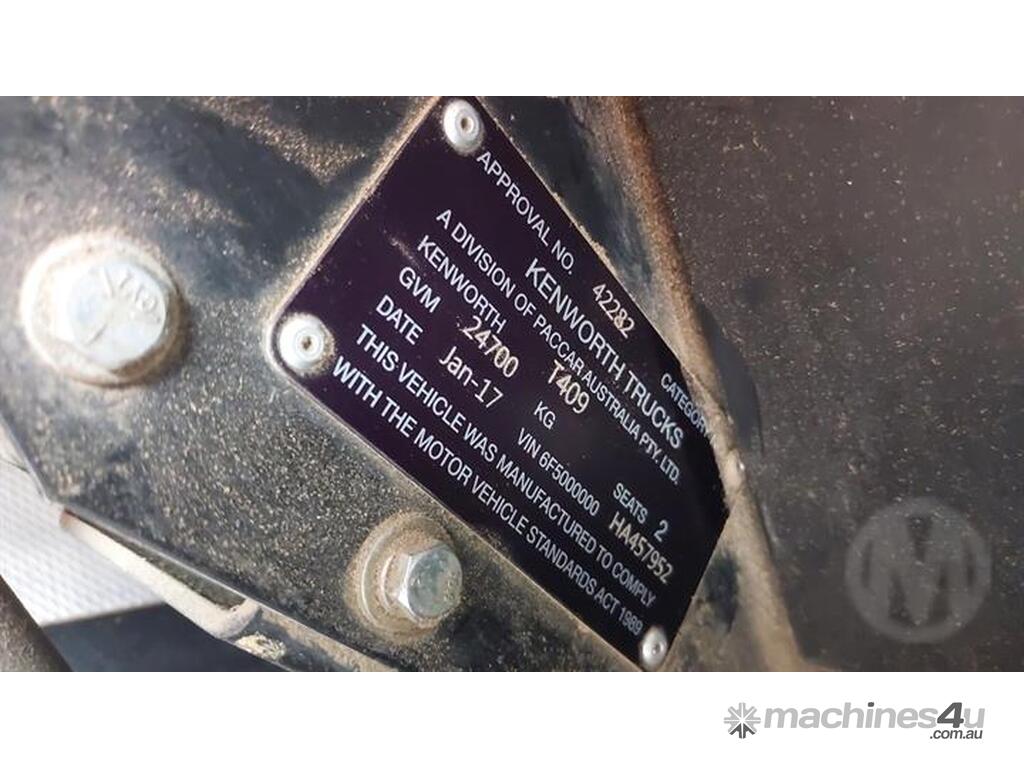 APPROVAL NO. 42282 CATEGORY
KENWORTH TRUCKS
A DIVISION OF PACCAR AUSTRALIA PTY. LTD.
KENWORTH T409
GVM 24700 KG SEATS 2
DATE Jan-17 VIN 6F5000000 HA457952
THIS VEHICLE WAS MANUFACTURED TO COMPLY
WITH THE MOTOR VEHICLE STANDARDS ACT 1989
M
machines4u
.com.au